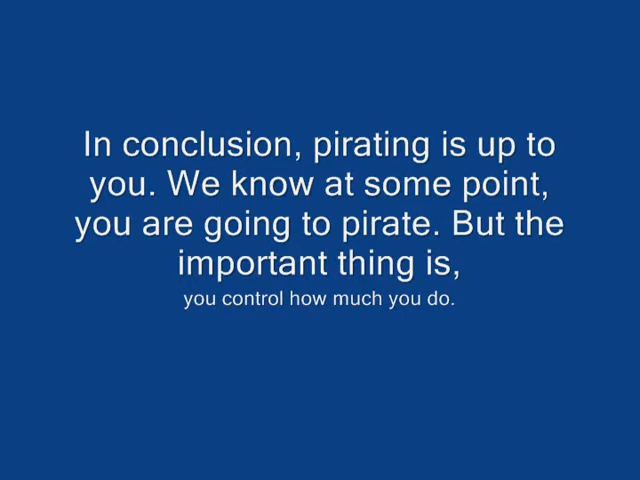 In conclusion, pirating is up to
you. We know at some point,
you are going to pirate. But the
important thing is,
you control how much you do.